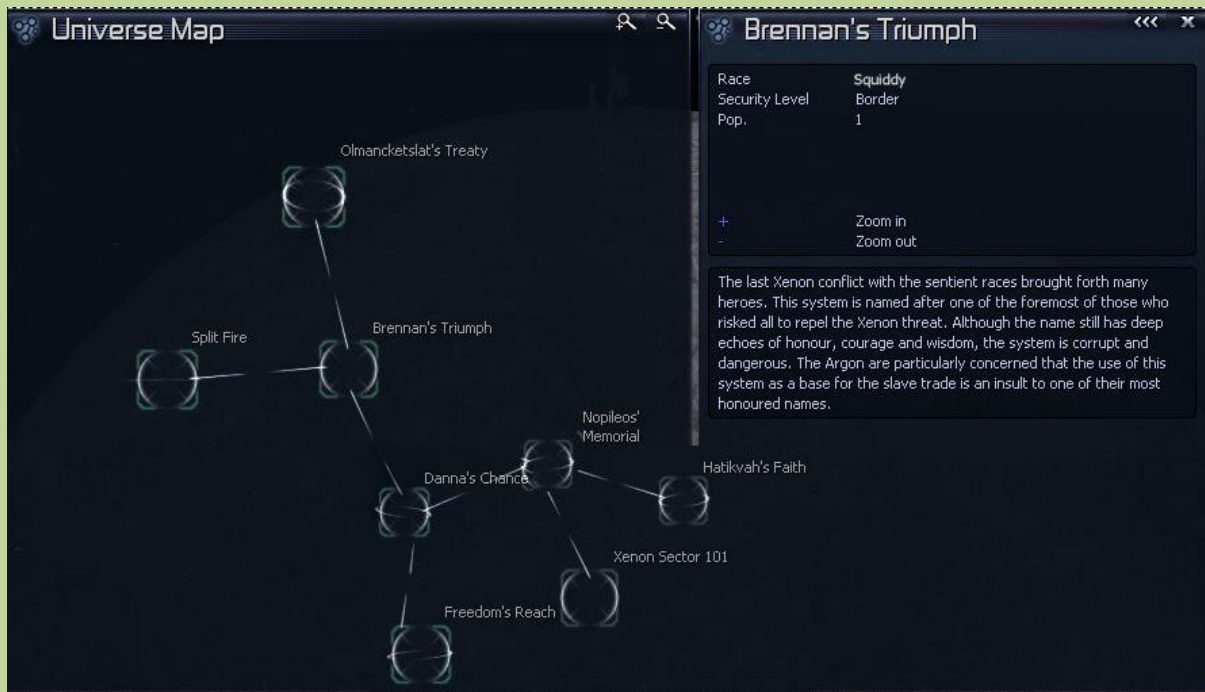 Universe Map
Olmancketslat's Treaty
Split Fire
Brennan's Triumph
Nopileos'
Memorial
Danna's Chance
Hatikvah's Faith
Xenon Sector 101
Freedom's Reach
Brennan's Triumph
<<< x
Race Squiddy
Security Level Border
Pop. 1
+ Zoom in
- Zoom out
The last Xenon conflict with the sentient races brought forth many
heroes. This system is named after one of the foremost of those who
risked all to repel the Xenon threat. Although the name still has deep
echoes of honour, courage and wisdom, the system is corrupt and
dangerous. The Argon are particularly concerned that the use of this
system as a base for the slave trade is an insult to one of their most
honoured names.